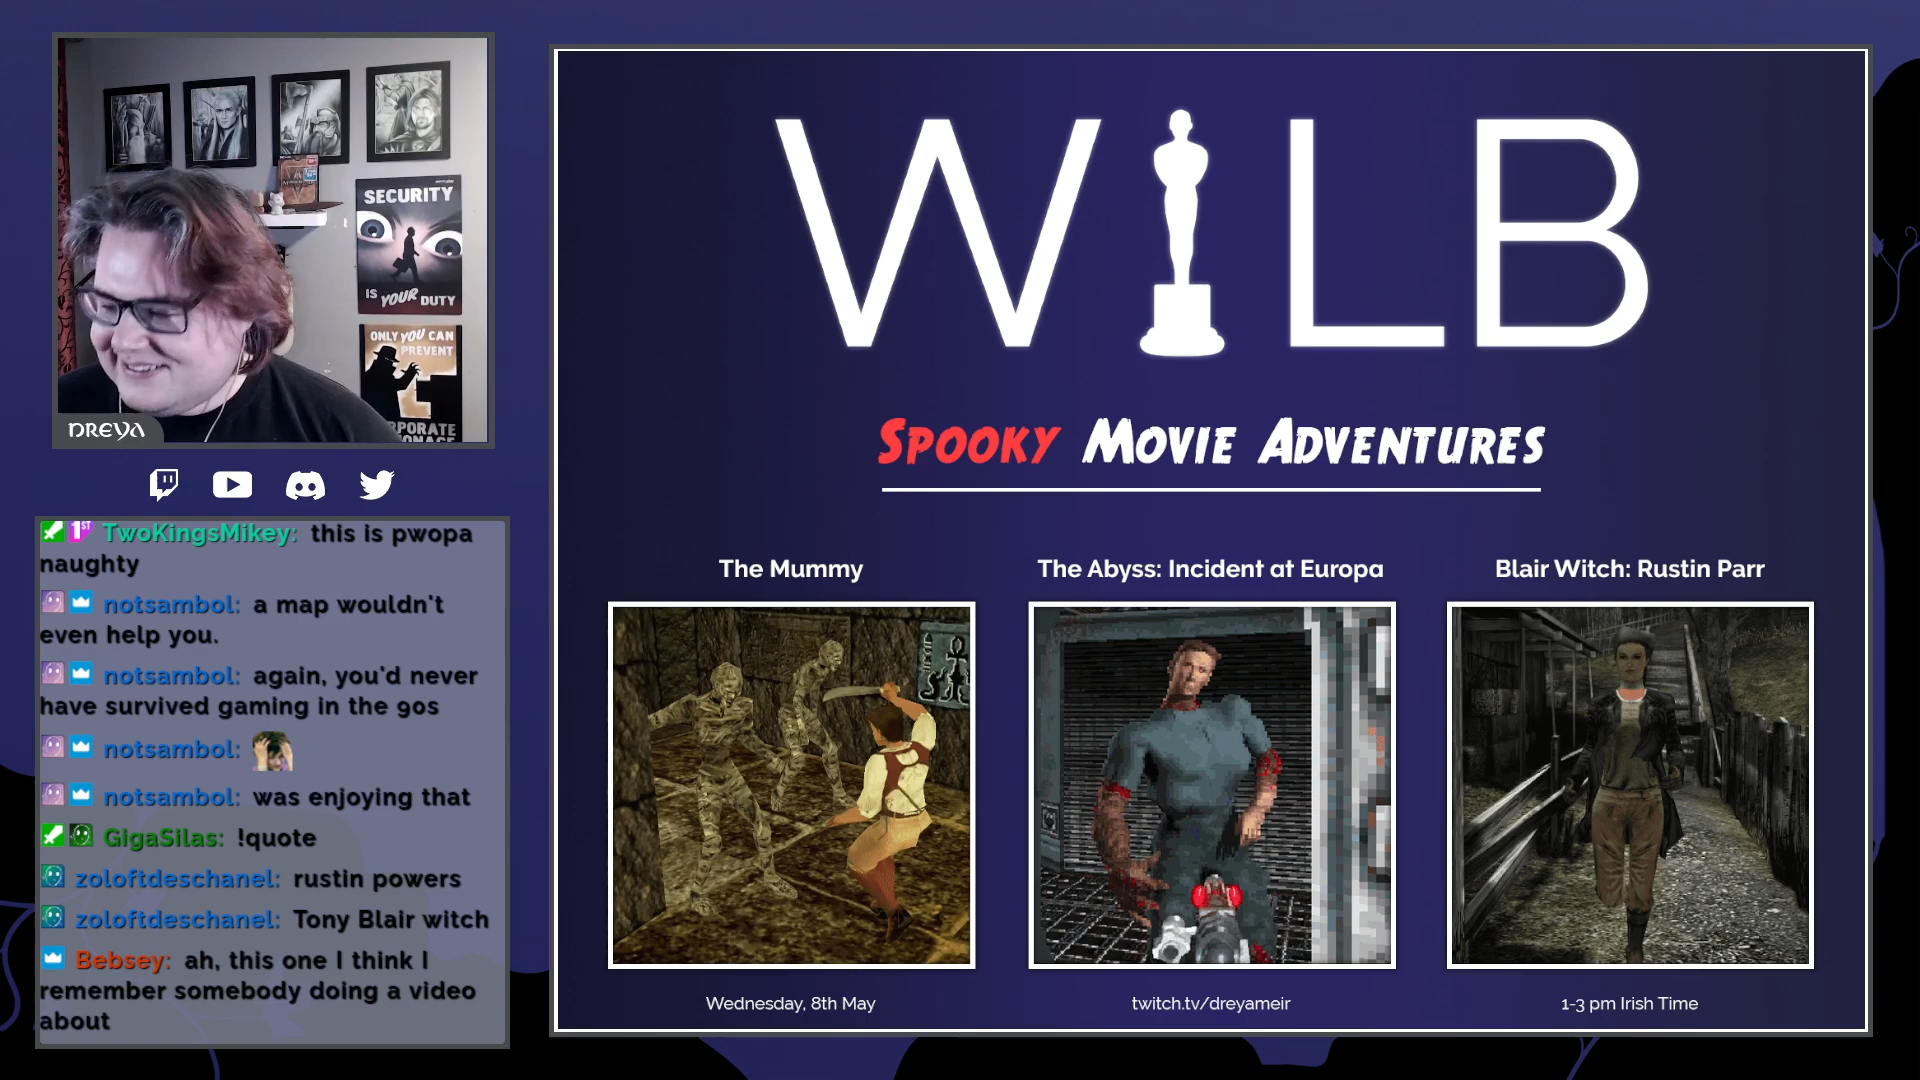 SECURITY
IS YOUR DUTY
ONLY YOU CAN
PREVENT
DREYA
TwoKingsMikey: this is pwopa
naughty
notsambol: a map wouldn't
even help you.
notsambol: again, you'd never
have survived gaming in the 90s
notsambol:
notsambol: was enjoying that
GigaSilas: !quote
zoloftdeschanel: rustin powers
zoloftdeschanel: Tony Blair witch
Bebsey: ah, this one I think I
remember somebody doing a video
about
W LB
SPOOKY MOVIE ADVENTURES
The Mummy
The Abyss: Incident at Europa
Blair Witch: Rustin Parr
Wednesday, 8th May
twitch.tv/dreyameir
1-3 pm Irish Time